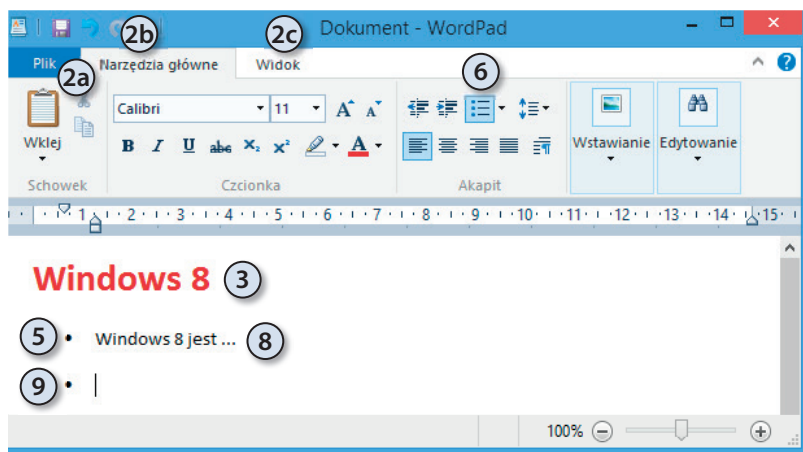 2b 2c Dokument - WordPad
Plik 2a Narzędzia główne Widok 6
Calibri 11
Wklej B I U abc X₂ X² A Wstawianie Edytowanie
Schowek Czcionka Akapit
1 2 3 4 5 6 7 8 9 10 11 12 13 14 15
Windows 8 3
5 • Windows 8 jest ... 8
9 •
100%